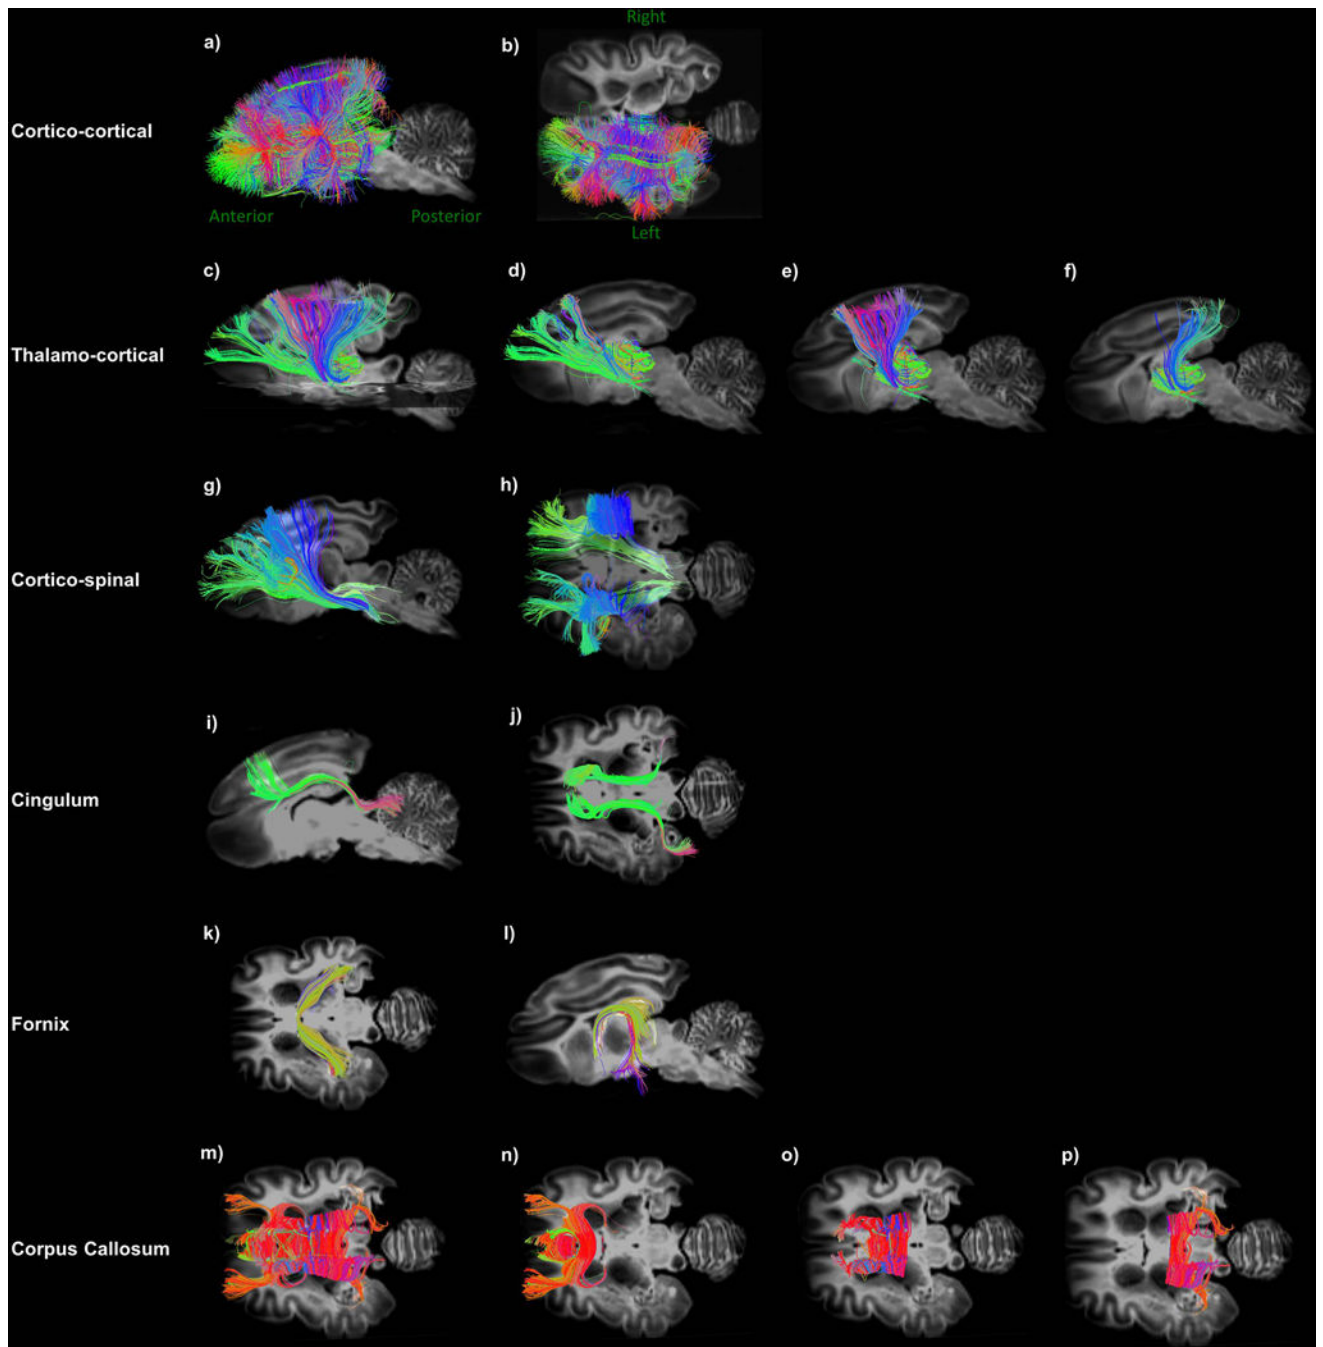 Right
a)
b)
Cortico-cortical
Anterior
Posterior
Left
c)
d)
e)
f)
Thalamo-cortical
g)
h)
Cortico-spinal
i)
j)
Cingulum
k)
l)
Fornix
m)
n)
o)
p)
Corpus Callosum